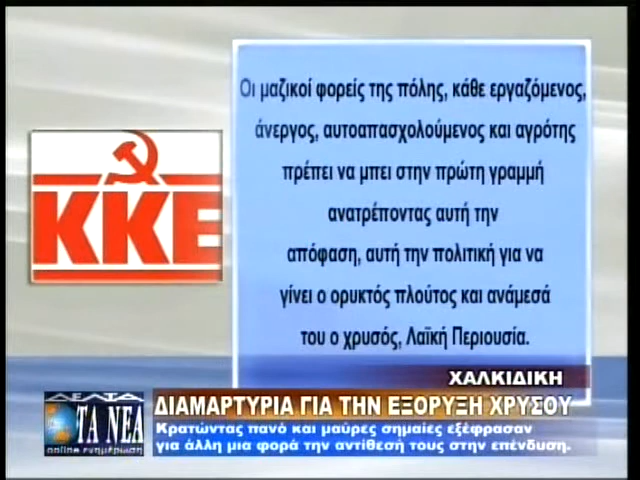 Οι μαζικοί φορείς της πόλης, κάθε εργαζόμενος,
άνεργος, αυτοαπασχολούμενος και αγρότης
πρέπει να μπει στην πρώτη γραμμή
ανατρέποντας αυτή την
απόφαση, αυτή την πολιτική για να
γίνει ο ορυκτός πλούτος και ανάμεσά
του ο χρυσός, Λαϊκή Περιουσία.
ΚΚΕ
ΧΑΛΚΙΔΙΚΗ
ΔΕΛΤΑ
ΤΑ ΝΕΑ
online ενημέρωση
ΔΙΑΜΑΡΤΥΡΙΑ ΓΙΑ ΤΗΝ ΕΞΟΡΥΞΗ ΧΡΥΣΟΥ
Κρατώντας πανό και μαύρες σημαίες εξέφρασαν
για άλλη μια φορά την αντίθεσή τους στην επένδυση.